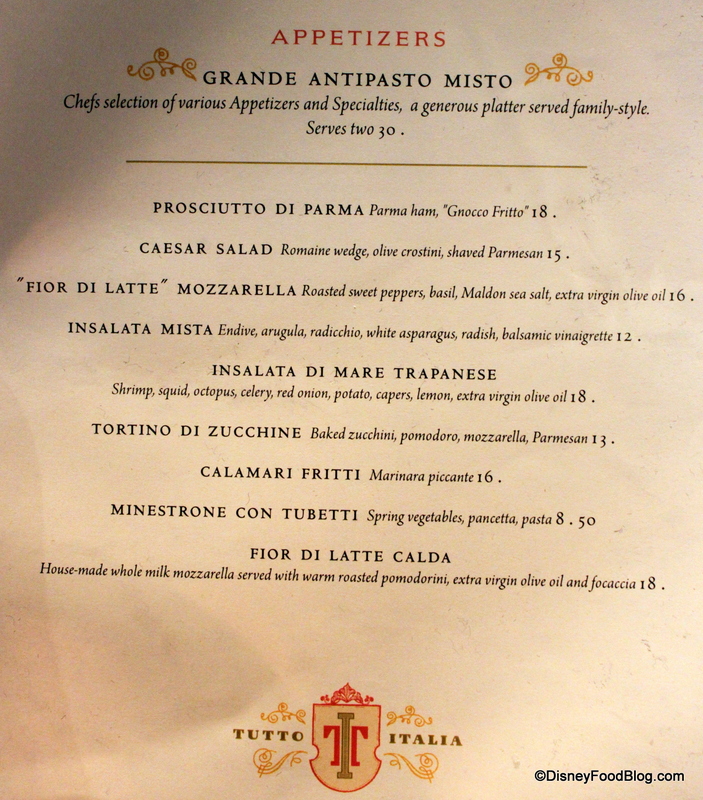 APPETIZERS
GRANDE ANTIPASTO MISTO
Chefs selection of various Appetizers and Specialties, a generous platter served family-style.
Serves two 30 .
PROSCIUTTO DI PARMA Parma ham, "Gnocco Fritto" 18 .
CAESAR SALAD Romaine wedge, olive crostini, shaved Parmesan 15 .
"FIOR DI LATTE" MOZZARELLA Roasted sweet peppers, basil, Maldon sea salt, extra virgin olive oil 16 .
INSALATA MISTA Endive, arugula, radicchio, white asparagus, radish, balsamic vinaigrette 12 .
INSALATA DI MARE TRAPANESE
Shrimp, squid, octopus, celery, red onion, potato, capers, lemon, extra virgin olive oil 18 .
TORTINO DI ZUCCHINE Baked zucchini, pomodoro, mozzarella, Parmesan 13 .
CALAMARI FRITTI Marinara piccante 16 .
MINESTRONE CON TUBETTI Spring vegetables, pancetta, pasta 8 . 50
FIOR DI LATTE CALDA
House-made whole milk mozzarella served with warm roasted pomodorini, extra virgin olive oil and focaccia 18 .
TUTTO TIT ITALIA
©DisneyFoodBlog.com